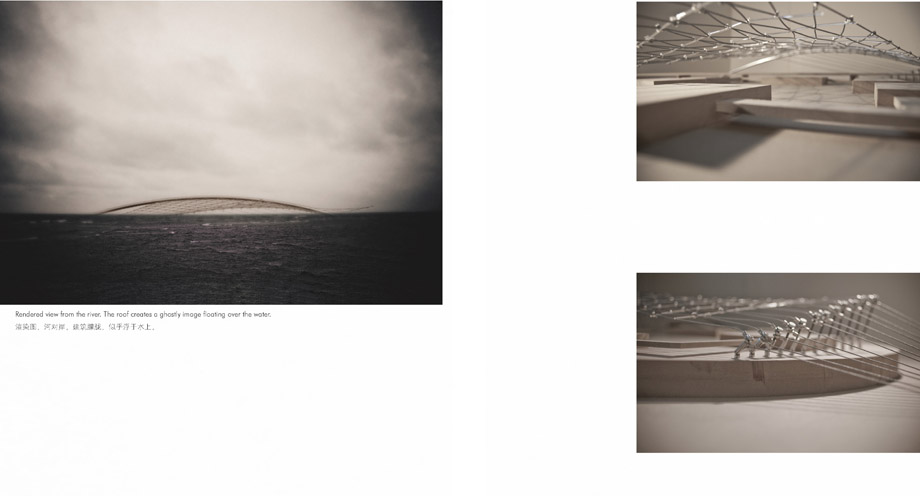 Rendered view from the river. The roof creates a ghostly image floating over the water.
渲染图、河对岸、建筑朦胧、似乎浮于水上。